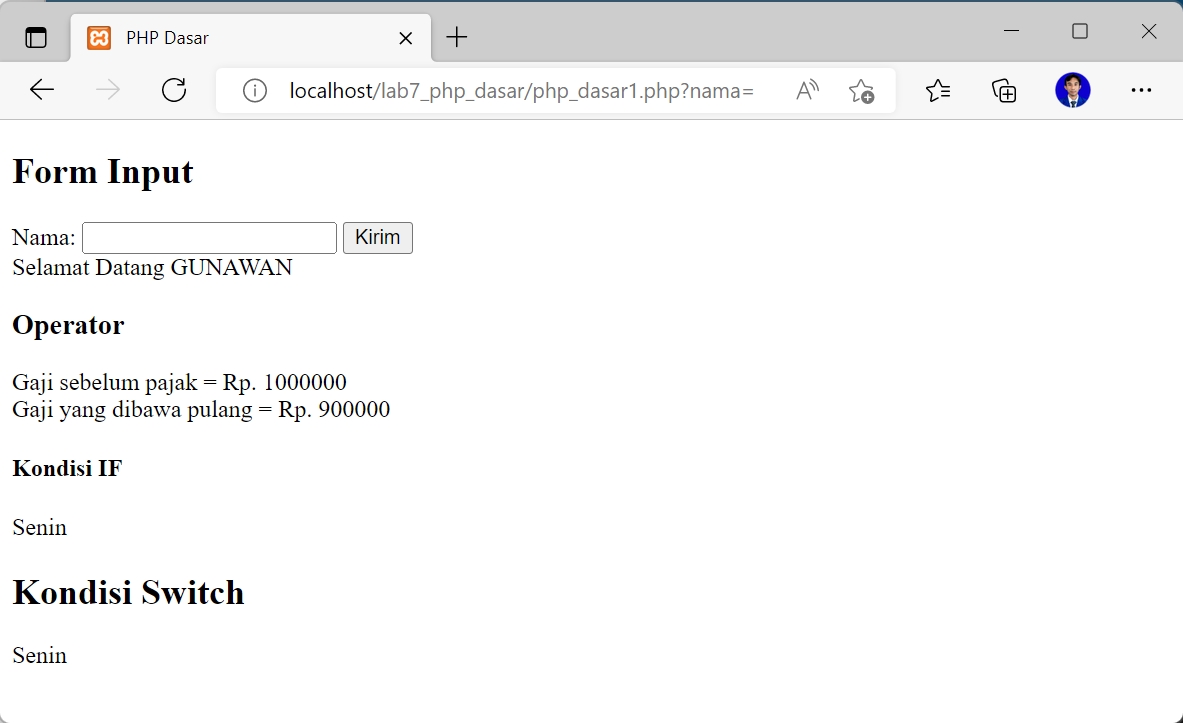 PHP Dasar
localhost/lab7_php_dasar/php_dasar1.php?nama=
Form Input
Nama: Kirim
Selamat Datang GUNAWAN
Operator
Gaji sebelum pajak = Rp. 1000000
Gaji yang dibawa pulang = Rp. 900000
Kondisi IF
Senin
Kondisi Switch
Senin